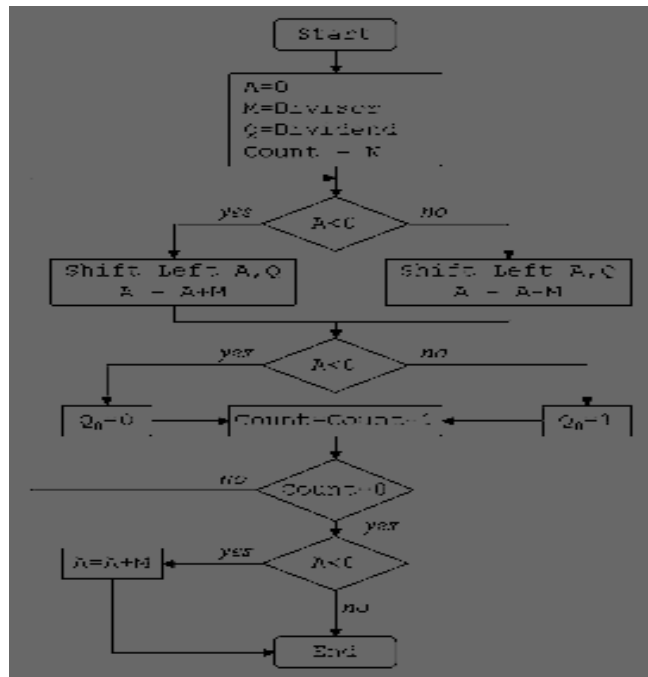 Start
A=0
M=Divisor
Q=Dividend
Count = N
yes
A<0
no
Shift Left A,Q
A = A+M
Shift Left A,Q
A = A-M
yes
A<0
no
Q₀=0
Count=Count-1
Q₀=1
no
Count=0
yes
A=A+M
yes
A<0
no
End